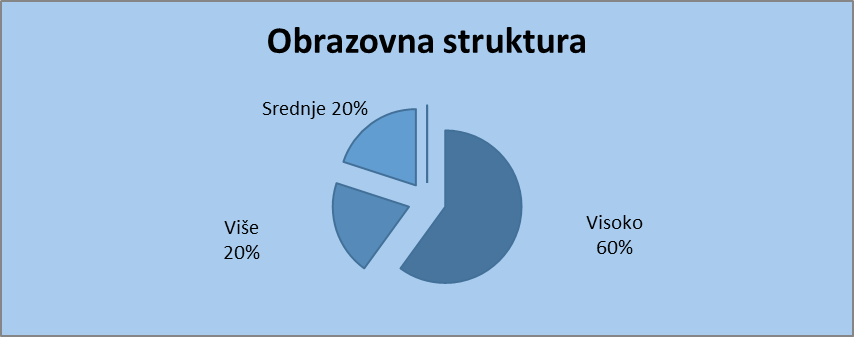 Obrazovna struktura
Srednje 20%
Više
20%
Visoko
60%